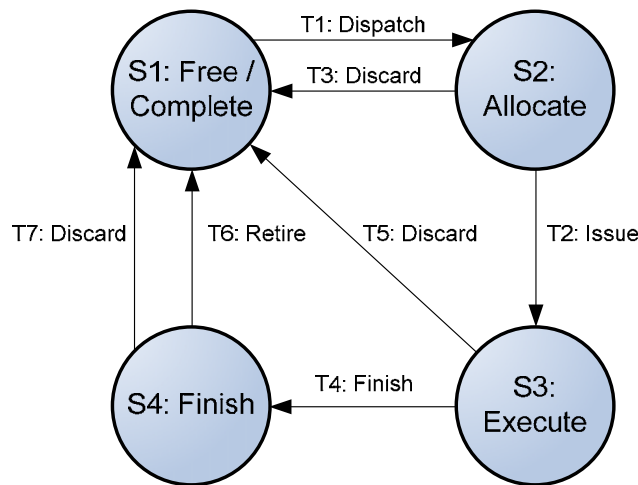 T1: Dispatch
S1: Free /
Complete
T3: Discard
S2:
Allocate
T7: Discard
T6: Retire
T5: Discard
T2: Issue
S4: Finish
T4: Finish
S3:
Execute